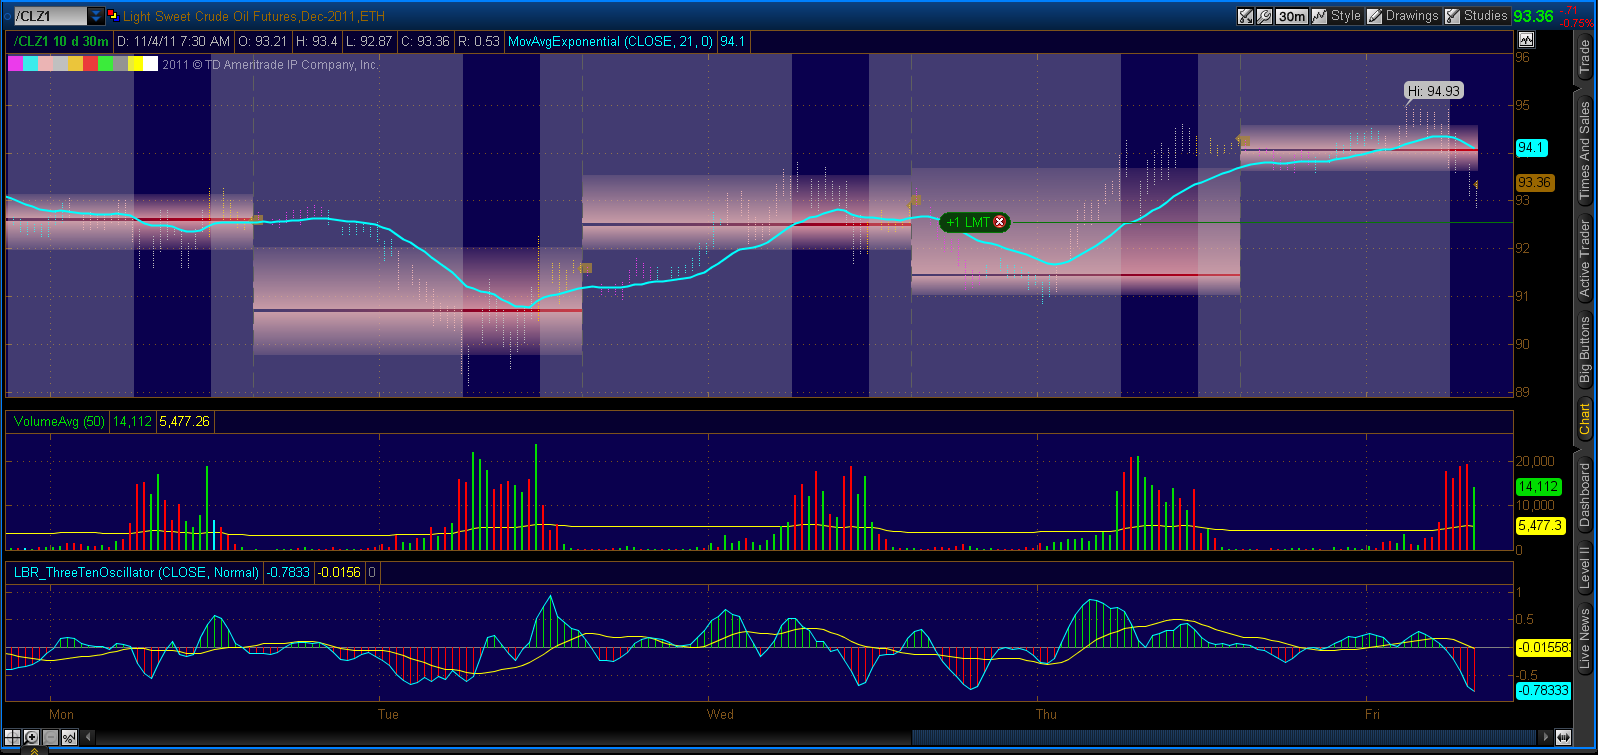 /CLZ1 Light Sweet Crude Oil Futures,Dec-2011,ETH 30m Style Drawings Studies 93.36 -.71 -0.75%
/CLZ1 10 d 30m D: 11/4/11 7:30 AM O: 93.21 H: 93.4 L: 92.87 C: 93.36 R: 0.53 MovAvgExponential (CLOSE, 21, 0) 94.1
2011 © TD Ameritrade IP Company, Inc.
96
Hi: 94.93
95
94.1
93.36
93
+1 LMT
92
91
90
89
VolumeAvg (50) 14,112 5,477.26
20,000
14,112
10,000
5,477.3
0
LBR_ThreeTenOscillator (CLOSE, Normal) -0.7833 -0.0156 0
1
0.5
-0.01558
-0.5
-0.78333
Mon Tue Wed Thu Fri
%
Trade
Times And Sales
Active Trader
Big Buttons
Chart
Dashboard
Level II
Live News